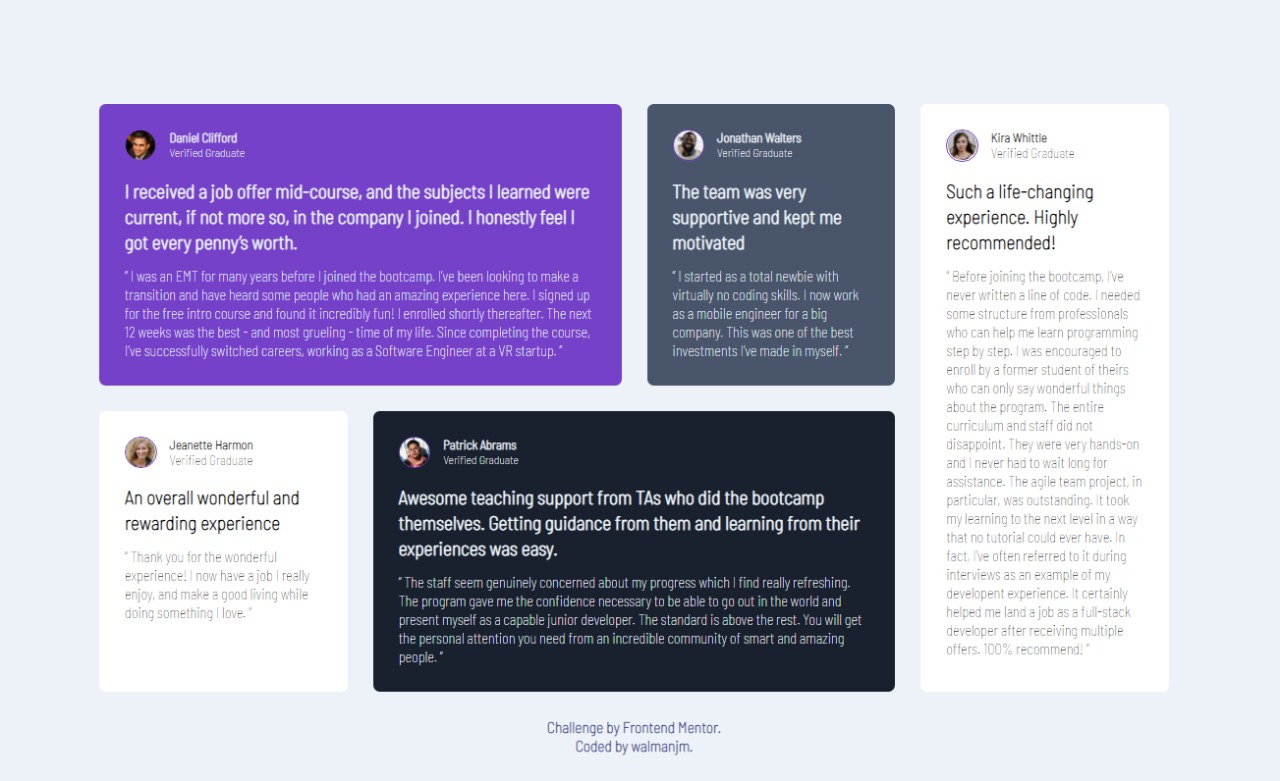 Daniel Clifford
Verified Graduate
I received a job offer mid-course, and the subjects I learned were
current, if not more so, in the company I joined. I honestly feel I
got every penny’s worth.
“ I was an EMT for many years before I joined the bootcamp. I’ve been looking to make a
transition and have heard some people who had an amazing experience here. I signed up
for the free intro course and found it incredibly fun! I enrolled shortly thereafter. The next
12 weeks was the best - and most grueling - time of my life. Since completing the course,
I’ve successfully switched careers, working as a Software Engineer at a VR startup. ”
Jonathan Walters
Verified Graduate
The team was very
supportive and kept me
motivated
“ I started as a total newbie with
virtually no coding skills. I now work
as a mobile engineer for a big
company. This was one of the best
investments I’ve made in myself. ”
Kira Whittle
Verified Graduate
Such a life-changing
experience. Highly
recommended!
“ Before joining the bootcamp, I’ve
never written a line of code. I needed
some structure from professionals
who can help me learn programming
step by step. I was encouraged to
enroll by a former student of theirs
who can only say wonderful things
about the program. The entire
curriculum and staff did not
disappoint. They were very hands-on
and I never had to wait long for
assistance. The agile team project, in
particular, was outstanding. It took
my learning to the next level in a way
that no tutorial could ever have. In
fact, I’ve often referred to it during
interviews as an example of my
developent experience. It certainly
helped me land a job as a full-stack
developer after receiving multiple
offers. 100% recommend! ”
Jeanette Harmon
Verified Graduate
An overall wonderful and
rewarding experience
“ Thank you for the wonderful
experience! I now have a job I really
enjoy, and make a good living while
doing something I love. ”
Patrick Abrams
Verified Graduate
Awesome teaching support from TAs who did the bootcamp
themselves. Getting guidance from them and learning from their
experiences was easy.
“ The staff seem genuinely concerned about my progress which I find really refreshing.
The program gave me the confidence necessary to be able to go out in the world and
present myself as a capable junior developer. The standard is above the rest. You will get
the personal attention you need from an incredible community of smart and amazing
people. ”
Challenge by Frontend Mentor.
Coded by walmanjm.